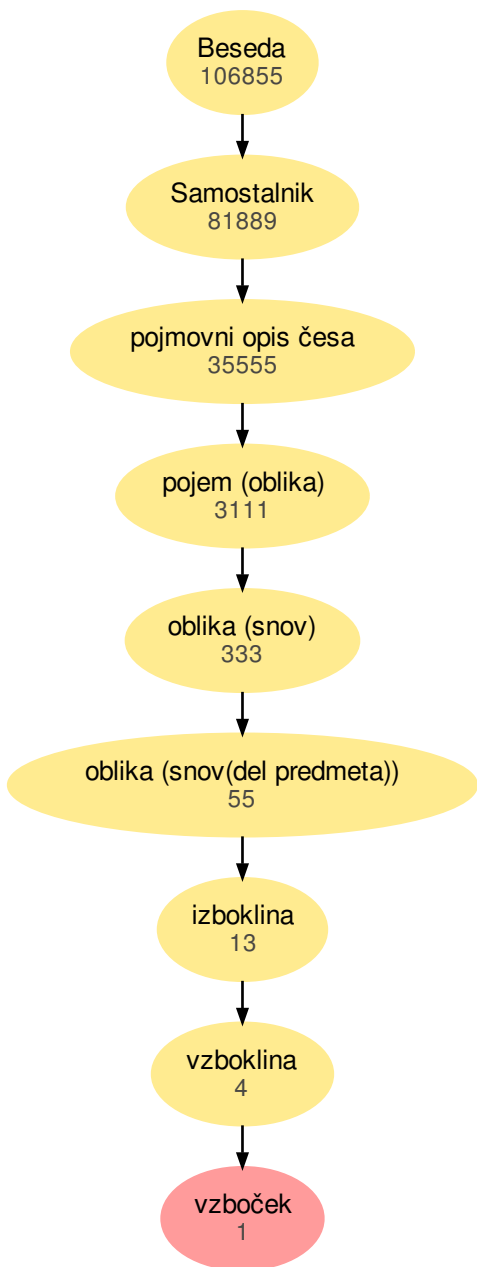 Beseda
106855
Samostalnik
81889
pojmovni opis česa
35555
pojem (oblika)
3111
oblika (snov)
333
oblika (snov(del predmeta))
55
izboklina
13
vzboklina
4
vzboček
1